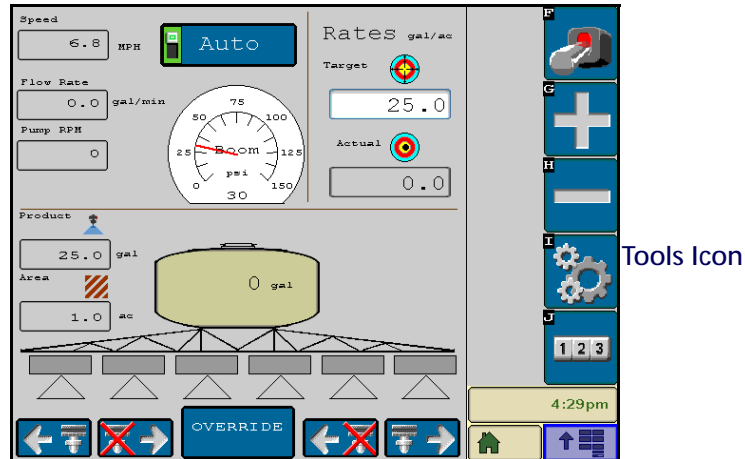 Speed
6.8 MPH
Auto
Flow Rate
0.0 gal/min
Pump RPM
0
0 25 50 75 100 125 150
Boom
psi
30
Rates gal/ac
Target
25.0
Actual
0.0
Product
25.0 gal
Area
1.0 ac
0 gal
OVERRIDE
F
G
H
I
Tools Icon
J
1 2 3
4:29pm